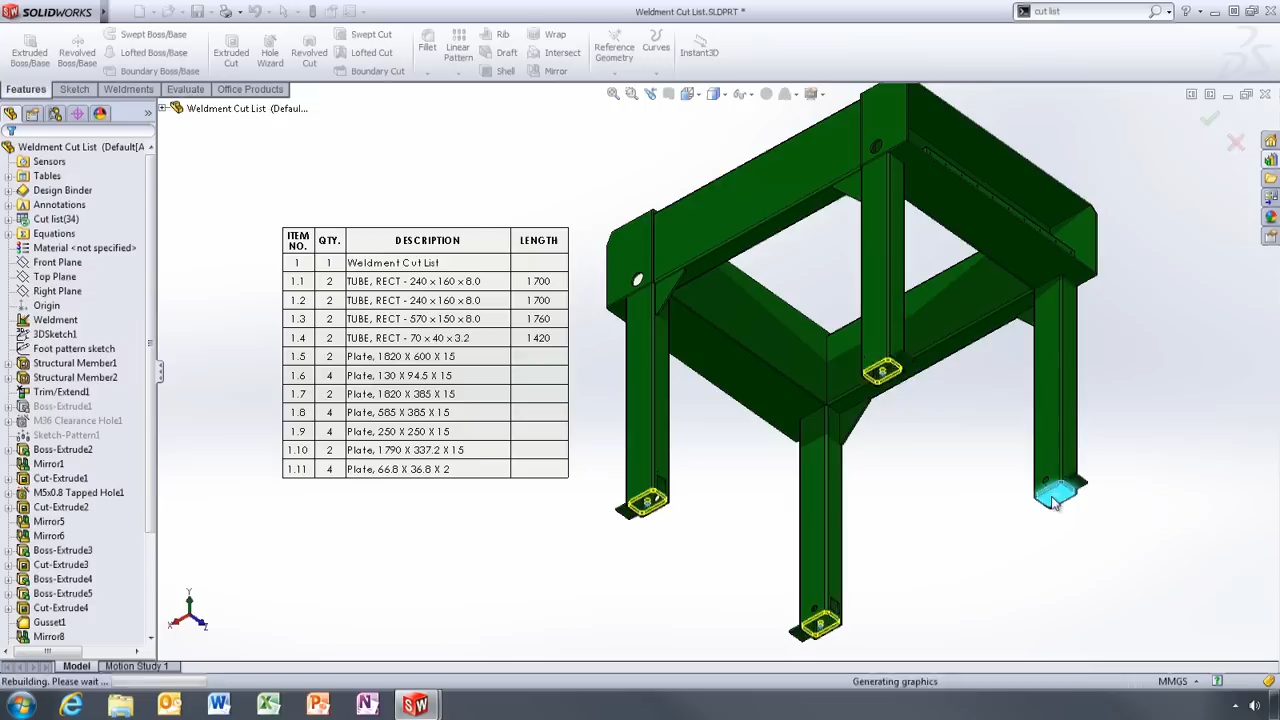 SOLIDWORKS
Weldment Cut List.SLDPRT *
cut list
Extruded Boss/Base
Revolved Boss/Base
Swept Boss/Base
Lofted Boss/Base
Boundary Boss/Base
Extruded Cut
Hole Wizard
Revolved Cut
Swept Cut
Lofted Cut
Boundary Cut
Fillet
Linear Pattern
Rib
Draft
Shell
Wrap
Intersect
Mirror
Reference Geometry
Curves
Instant3D
Features
Sketch
Weldments
Evaluate
Office Products
Weldment Cut List (Defaul...
Weldment Cut List (Default[A
Sensors
Tables
Design Binder
Annotations
Cut list(34)
Equations
Material <not specified>
Front Plane
Top Plane
Right Plane
Origin
Weldment
3DSketch1
Foot pattern sketch
Structural Member1
Structural Member2
Trim/Extend1
Boss-Extrude1
M36 Clearance Hole1
Sketch-Pattern1
Boss-Extrude2
Mirror1
Cut-Extrude1
M5x0.8 Tapped Hole1
Cut-Extrude2
Mirror5
Mirror6
Boss-Extrude3
Cut-Extrude3
Boss-Extrude4
Boss-Extrude5
Cut-Extrude4
Gusset1
Mirror8
ITEM NO. QTY. DESCRIPTION LENGTH
1 1 Weldment Cut List
1.1 2 TUBE, RECT - 240 x 160 x 8.0 1700
1.2 2 TUBE, RECT - 240 x 160 x 8.0 1700
1.3 2 TUBE, RECT - 570 x 150 x 8.0 1760
1.4 2 TUBE, RECT - 70 x 40 x 3.2 1420
1.5 2 Plate, 1820 X 600 X 15
1.6 4 Plate, 130 X 94.5 X 15
1.7 2 Plate, 1820 X 385 X 15
1.8 4 Plate, 585 X 385 X 15
1.9 4 Plate, 250 X 250 X 15
1.10 2 Plate, 1790 X 337.2 X 15
1.11 4 Plate, 66.8 X 36.8 X 2
Y
X
Z
Model
Motion Study 1
Rebuilding. Please wait ...
Generating graphics
MMGS